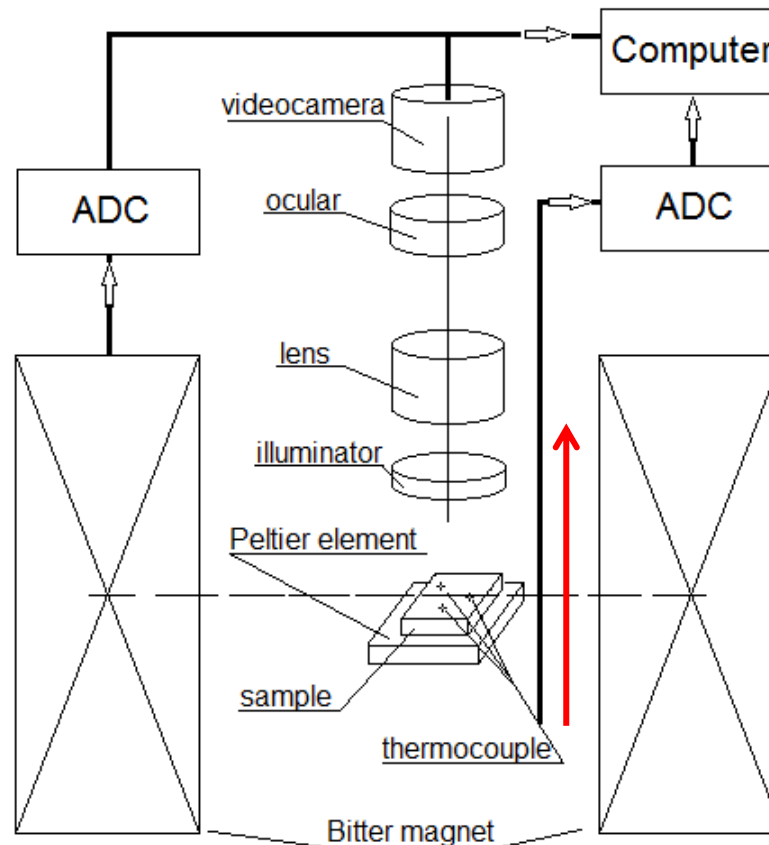 Computer
videocamera
ADC
ocular
ADC
lens
illuminator
Peltier element
sample
thermocouple
Bitter magnet